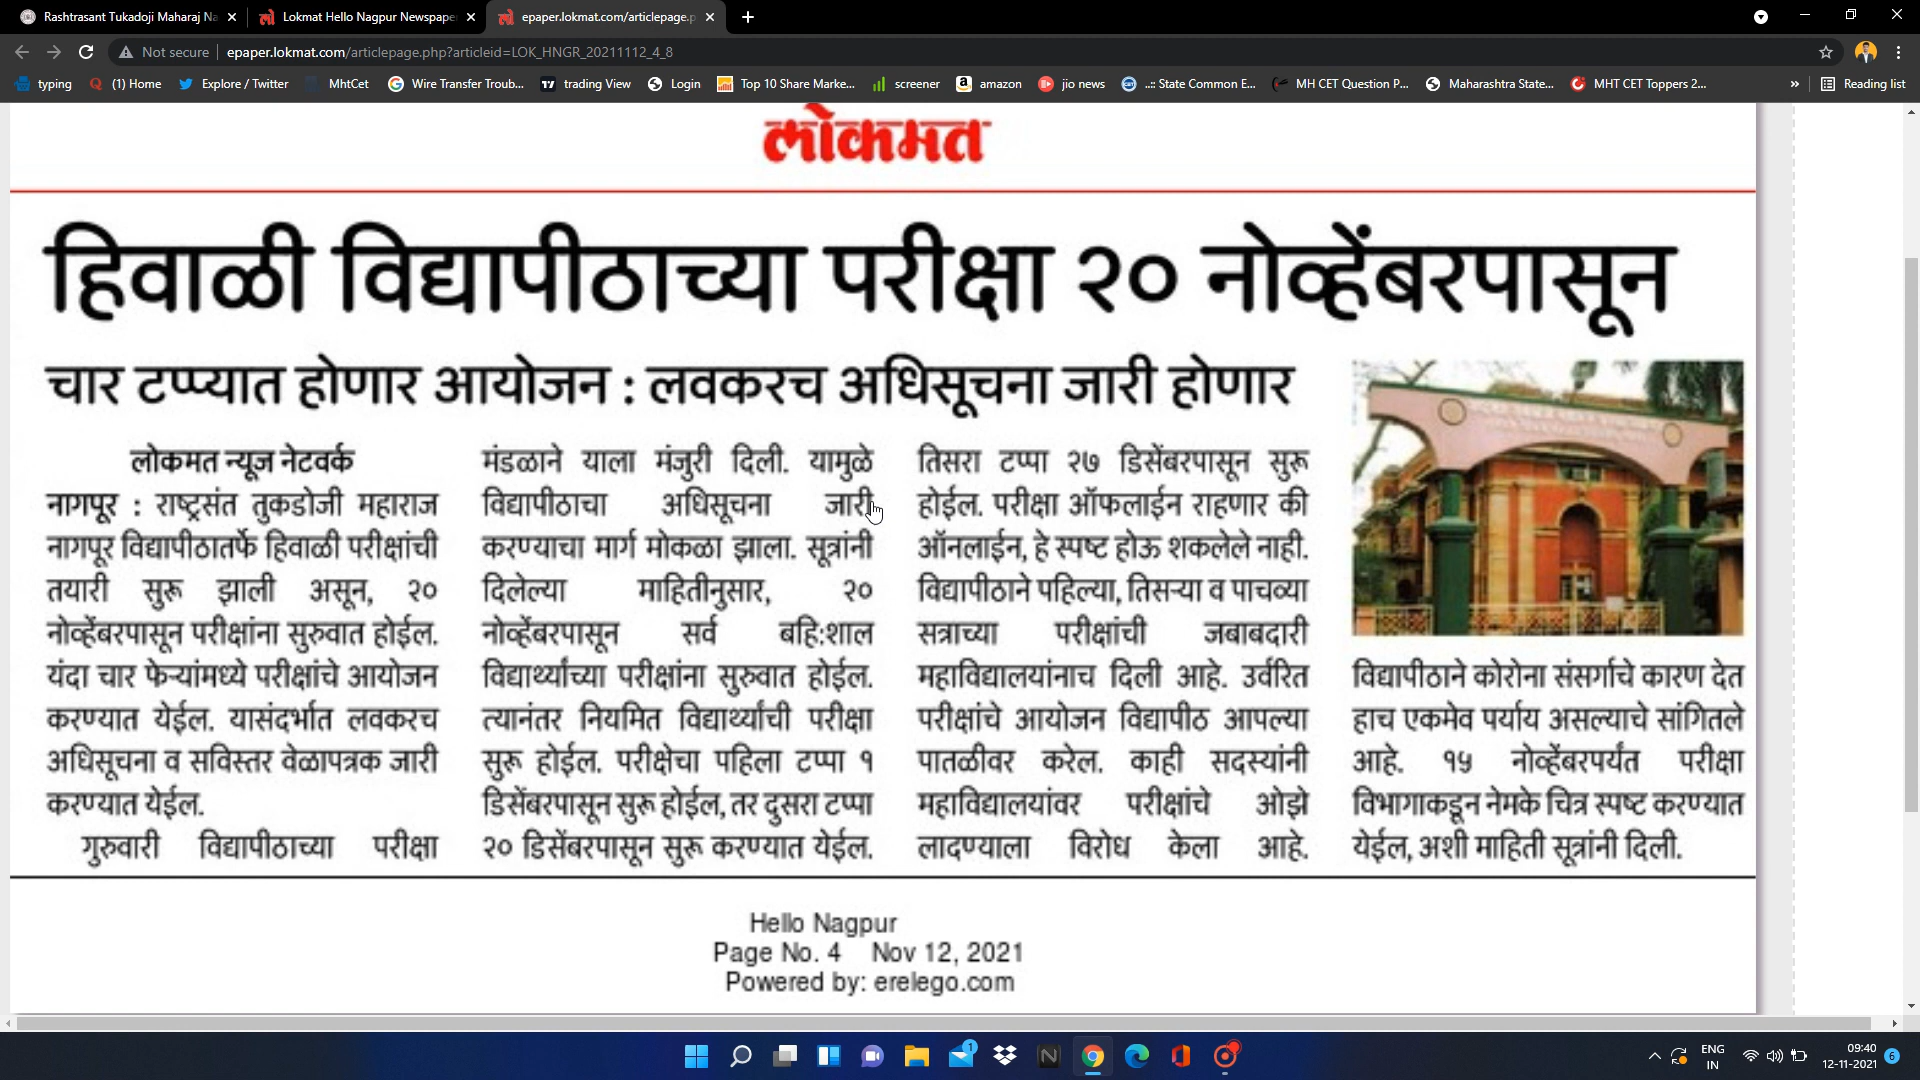 Rashtrasant Tukadoji Maharaj Na
Lokmat Hello Nagpur Newspape
epaper.lokmat.com/articlepage.p
Not secure
epaper.lokmat.com/articlepage.php?articleid=LOK_HNGR_20211112_4_8
typing
(1) Home
Explore / Twitter
MhtCet
Wire Transfer Troub...
trading View
Login
Top 10 Share Marke...
screener
amazon
jio news
..:: State Common E...
MH CET Question P...
Maharashtra State...
MHT CET Toppers 2...
»
Reading list
लोकमत
हिवाळी विद्यापीठाच्या परीक्षा २० नोव्हेंबरपासून
चार टप्प्यात होणार आयोजन : लवकरच अधिसूचना जारी होणार
लोकमत न्यूज नेटवर्क
नागपूर : राष्ट्रसंत तुकडोजी महाराज
नागपूर विद्यापीठातर्फे हिवाळी परीक्षांची
तयारी सुरू झाली असून, २०
नोव्हेंबरपासून परीक्षांना सुरुवात होईल.
यंदा चार फेऱ्यांमध्ये परीक्षांचे आयोजन
करण्यात येईल. यासंदर्भात लवकरच
अधिसूचना व सविस्तर वेळापत्रक जारी
करण्यात येईल.
गुरुवारी विद्यापीठाच्या परीक्षा
मंडळाने याला मंजुरी दिली. यामुळे
विद्यापीठाचा अधिसूचना जारी
करण्याचा मार्ग मोकळा झाला. सूत्रांनी
दिलेल्या माहितीनुसार, २०
नोव्हेंबरपासून सर्व बहि:शाल
विद्यार्थ्यांच्या परीक्षांना सुरुवात होईल.
त्यानंतर नियमित विद्यार्थ्यांची परीक्षा
सुरू होईल. परीक्षेचा पहिला टप्पा १
डिसेंबरपासून सुरू होईल, तर दुसरा टप्पा
२० डिसेंबरपासून सुरू करण्यात येईल.
तिसरा टप्पा २७ डिसेंबरपासून सुरू
होईल. परीक्षा ऑफलाईन राहणार की
ऑनलाईन, हे स्पष्ट होऊ शकलेले नाही.
विद्यापीठाने पहिल्या, तिसऱ्या व पाचव्या
सत्राच्या परीक्षांची जबाबदारी
महाविद्यालयांनाच दिली आहे. उर्वरित
परीक्षांचे आयोजन विद्यापीठ आपल्या
पातळीवर करेल. काही सदस्यांनी
महाविद्यालयांवर परीक्षांचे ओझे
लादण्याला विरोध केला आहे.
विद्यापीठाने कोरोना संसर्गाचे कारण देत
हाच एकमेव पर्याय असल्याचे सांगितले
आहे. १५ नोव्हेंबरपर्यंत परीक्षा
विभागाकडून नेमके चित्र स्पष्ट करण्यात
येईल, अशी माहिती सूत्रांनी दिली.
Hello Nagpur
Page No. 4 Nov 12, 2021
Powered by: erelego.com
1
ENG
IN
09:40
12-11-2021
6